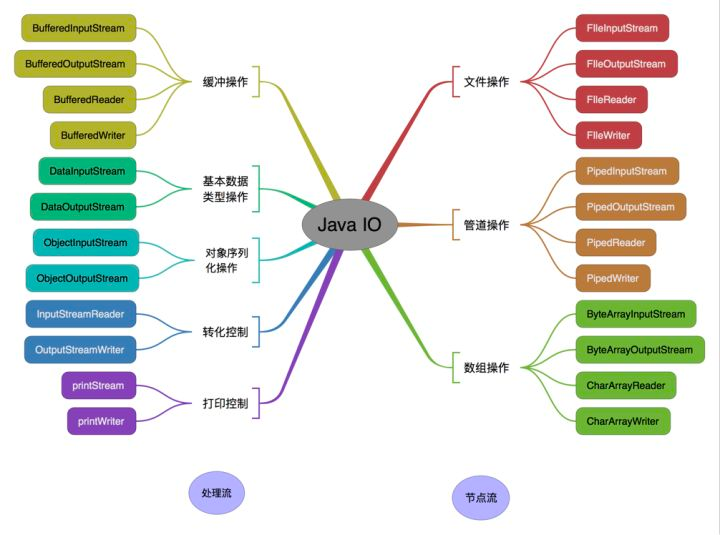 BufferedInputStream
BufferedOutputStream
BufferedReader
BufferedWriter
缓冲操作
DataInputStream
DataOutputStream
基本数据
类型操作
ObjectInputStream
ObjectOutputStream
对象序列
化操作
InputStreamReader
OutputStreamWriter
转化控制
printStream
printWriter
打印控制
处理流
Java IO
文件操作
FIleInputStream
FIleOutputStream
FIleReader
FIleWriter
管道操作
PipedInputStream
PipedOutputStream
PipedReader
PipedWriter
数组操作
ByteArrayInputStream
ByteArrayOutputStream
CharArrayReader
CharArrayWriter
节点流